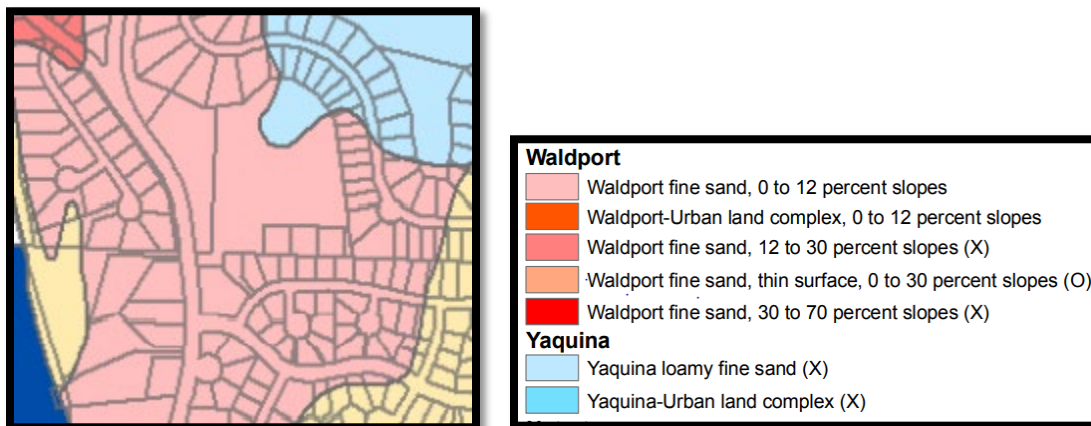 Waldport
Waldport fine sand, 0 to 12 percent slopes
Waldport-Urban land complex, 0 to 12 percent slopes
Waldport fine sand, 12 to 30 percent slopes (X)
Waldport fine sand, thin surface, 0 to 30 percent slopes (O)
Waldport fine sand, 30 to 70 percent slopes (X)
Yaquina
Yaquina loamy fine sand (X)
Yaquina-Urban land complex (X)